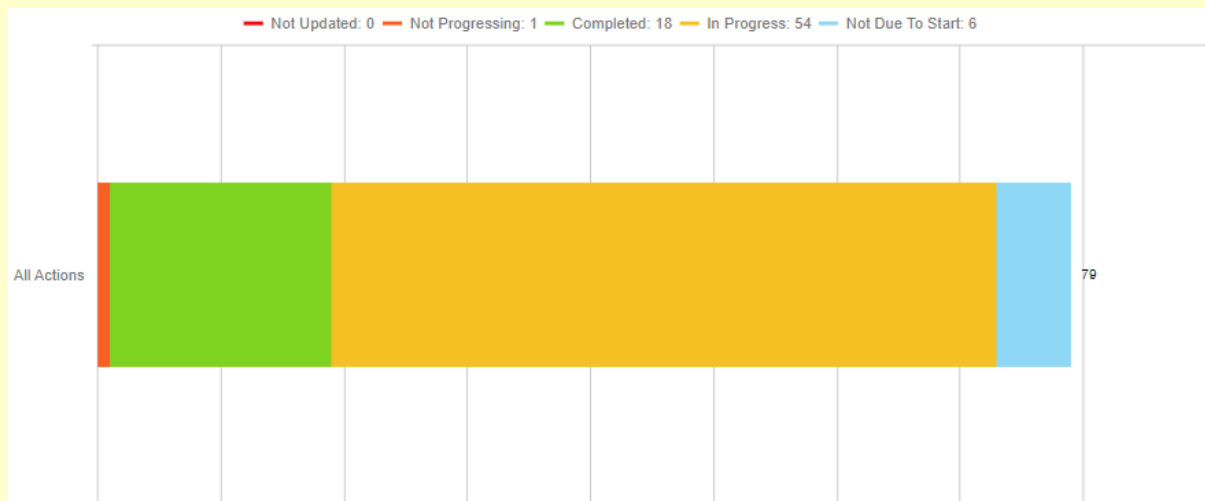 Not Updated: 0 Not Progressing: 1 Completed: 18 In Progress: 54 Not Due To Start: 6
All Actions
79